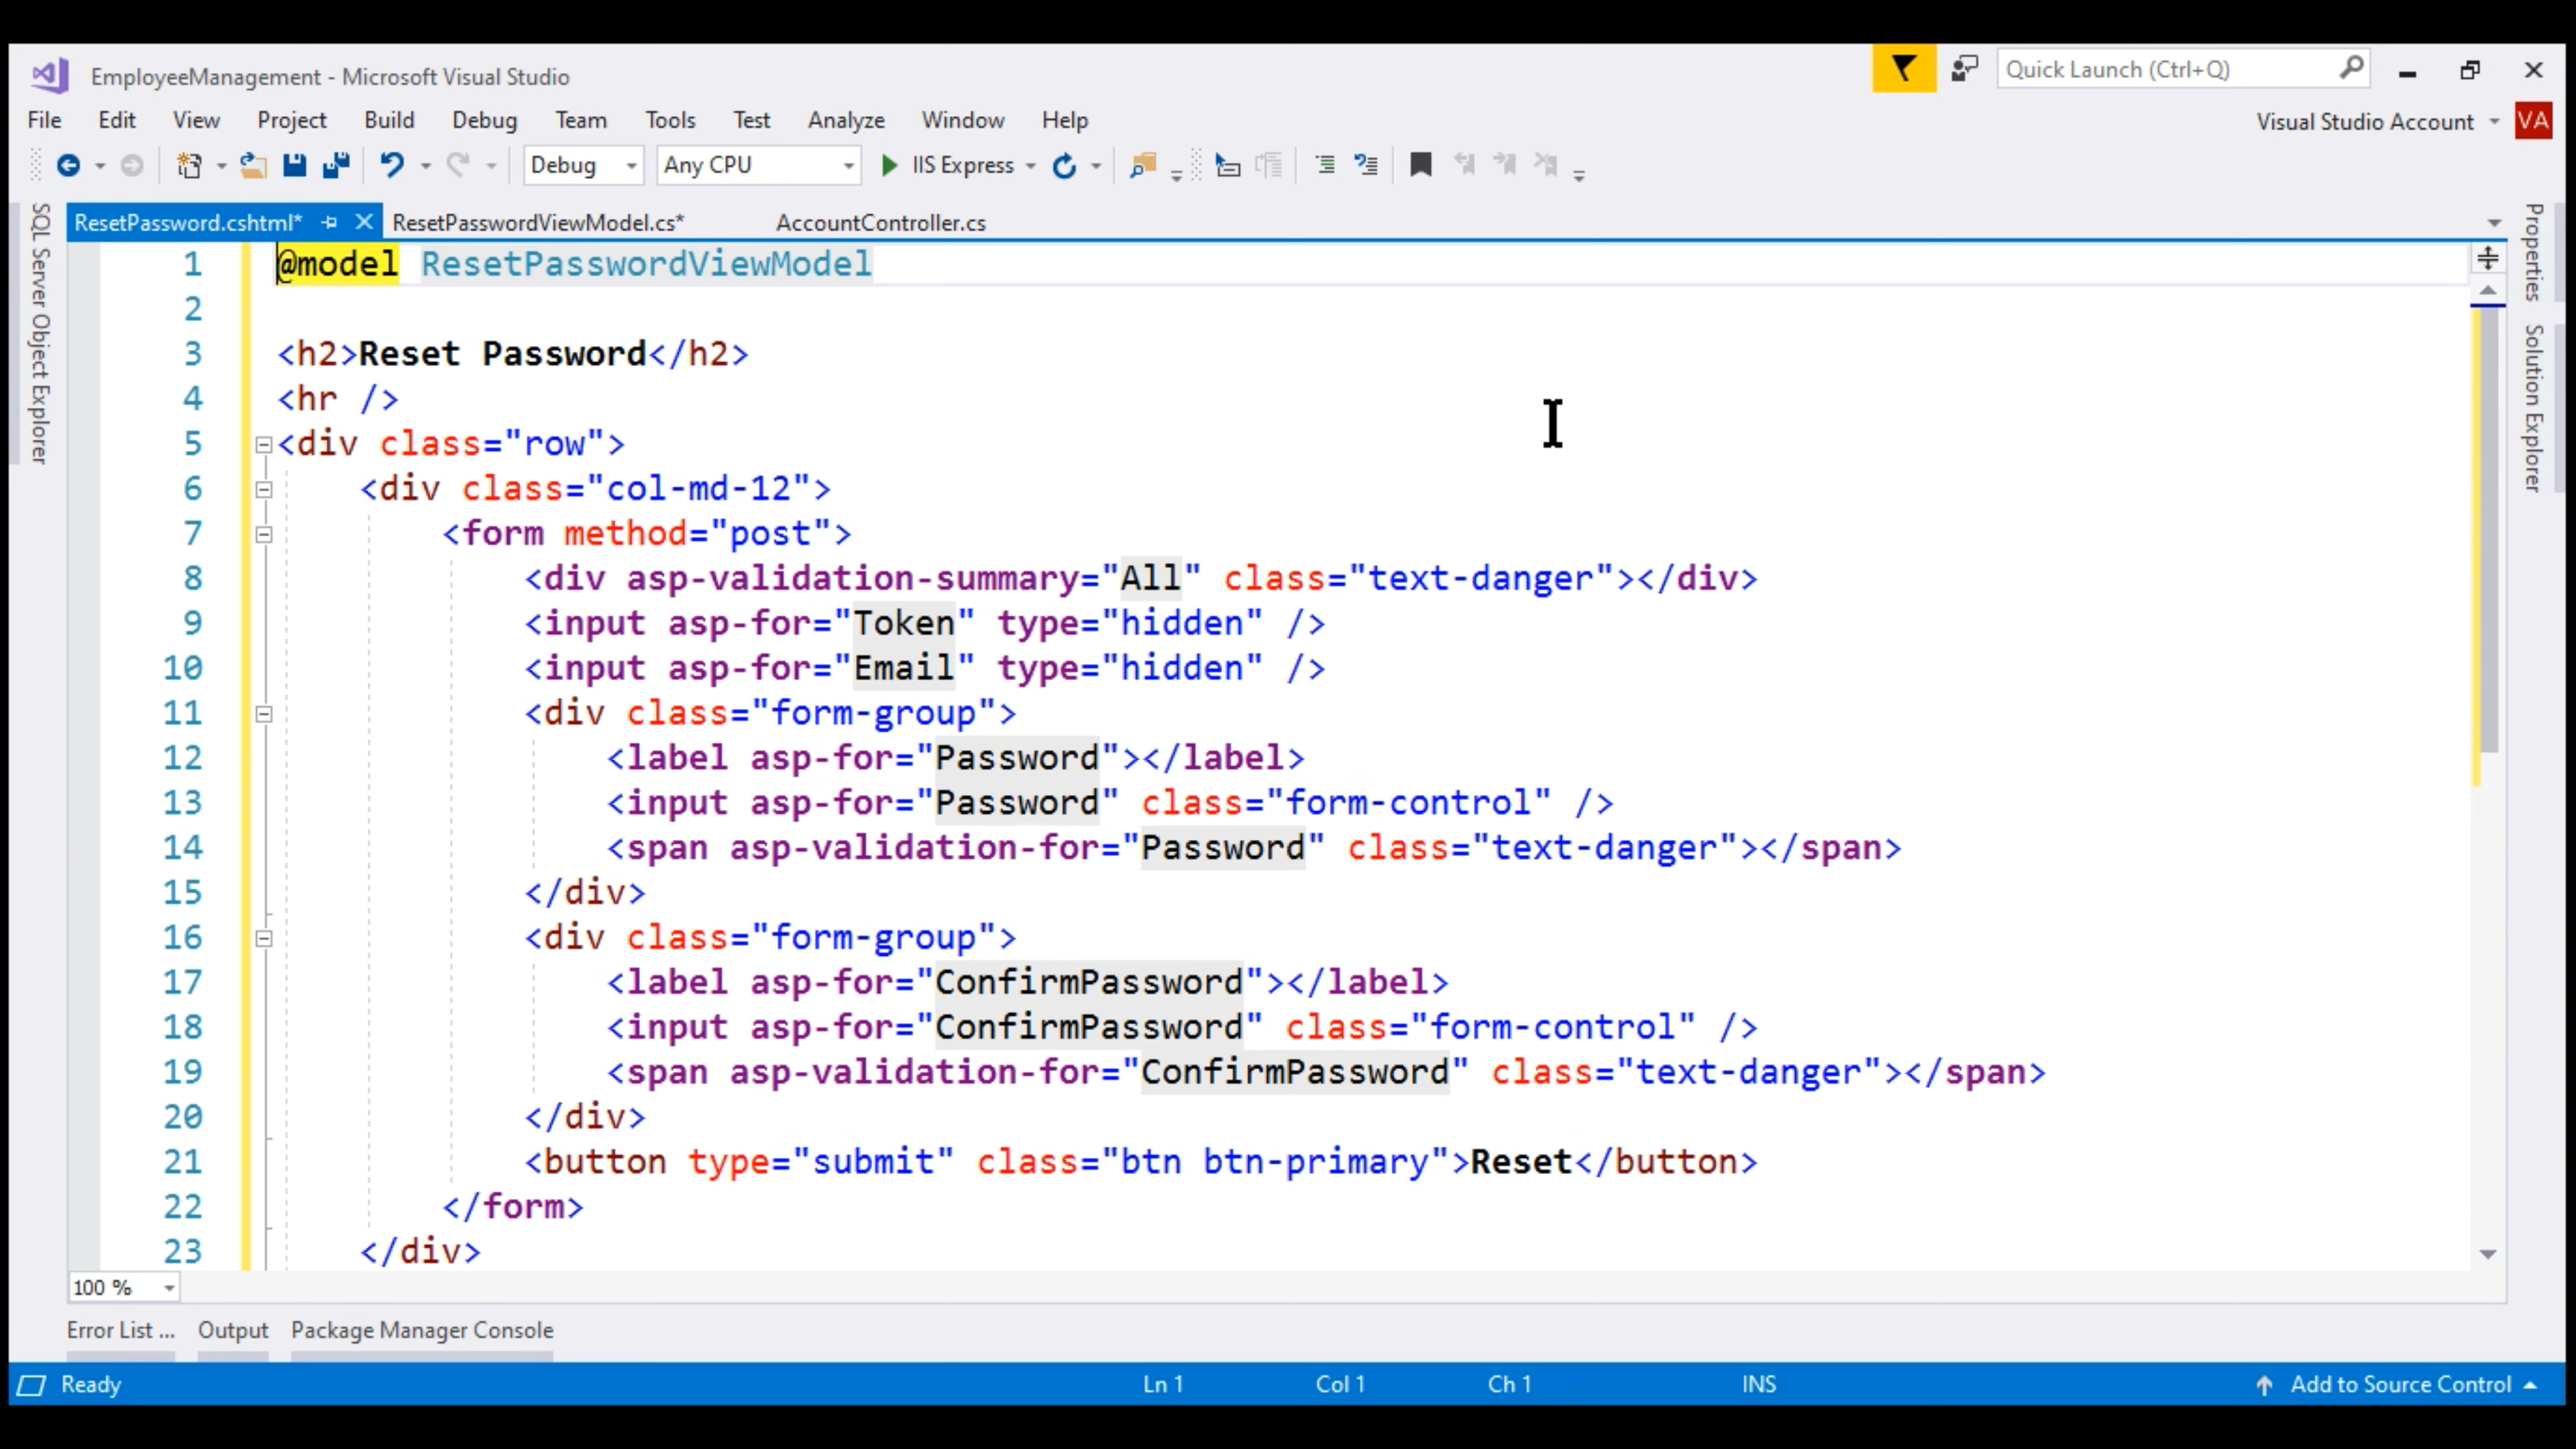 EmployeeManagement - Microsoft Visual Studio
Quick Launch (Ctrl+Q)
File Edit View Project Build Debug Team Tools Test Analyze Window Help
Visual Studio Account VA
Debug Any CPU IIS Express
ResetPassword.cshtml* ResetPasswordViewModel.cs* AccountController.cs
SQL Server Object Explorer
Properties
Solution Explorer
1 @model ResetPasswordViewModel
2
3 <h2>Reset Password</h2>
4 <hr />
5 <div class="row">
6 <div class="col-md-12">
7 <form method="post">
8 <div asp-validation-summary="All" class="text-danger"></div>
9 <input asp-for="Token" type="hidden" />
10 <input asp-for="Email" type="hidden" />
11 <div class="form-group">
12 <label asp-for="Password"></label>
13 <input asp-for="Password" class="form-control" />
14 <span asp-validation-for="Password" class="text-danger"></span>
15 </div>
16 <div class="form-group">
17 <label asp-for="ConfirmPassword"></label>
18 <input asp-for="ConfirmPassword" class="form-control" />
19 <span asp-validation-for="ConfirmPassword" class="text-danger"></span>
20 </div>
21 <button type="submit" class="btn btn-primary">Reset</button>
22 </form>
23 </div>
100 %
Error List ... Output Package Manager Console
Ready Ln 1 Col 1 Ch 1 INS Add to Source Control